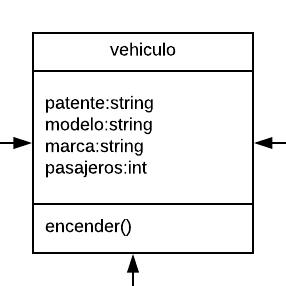 vehiculo
patente:string
modelo:string
marca:string
pasajeros:int
encender()